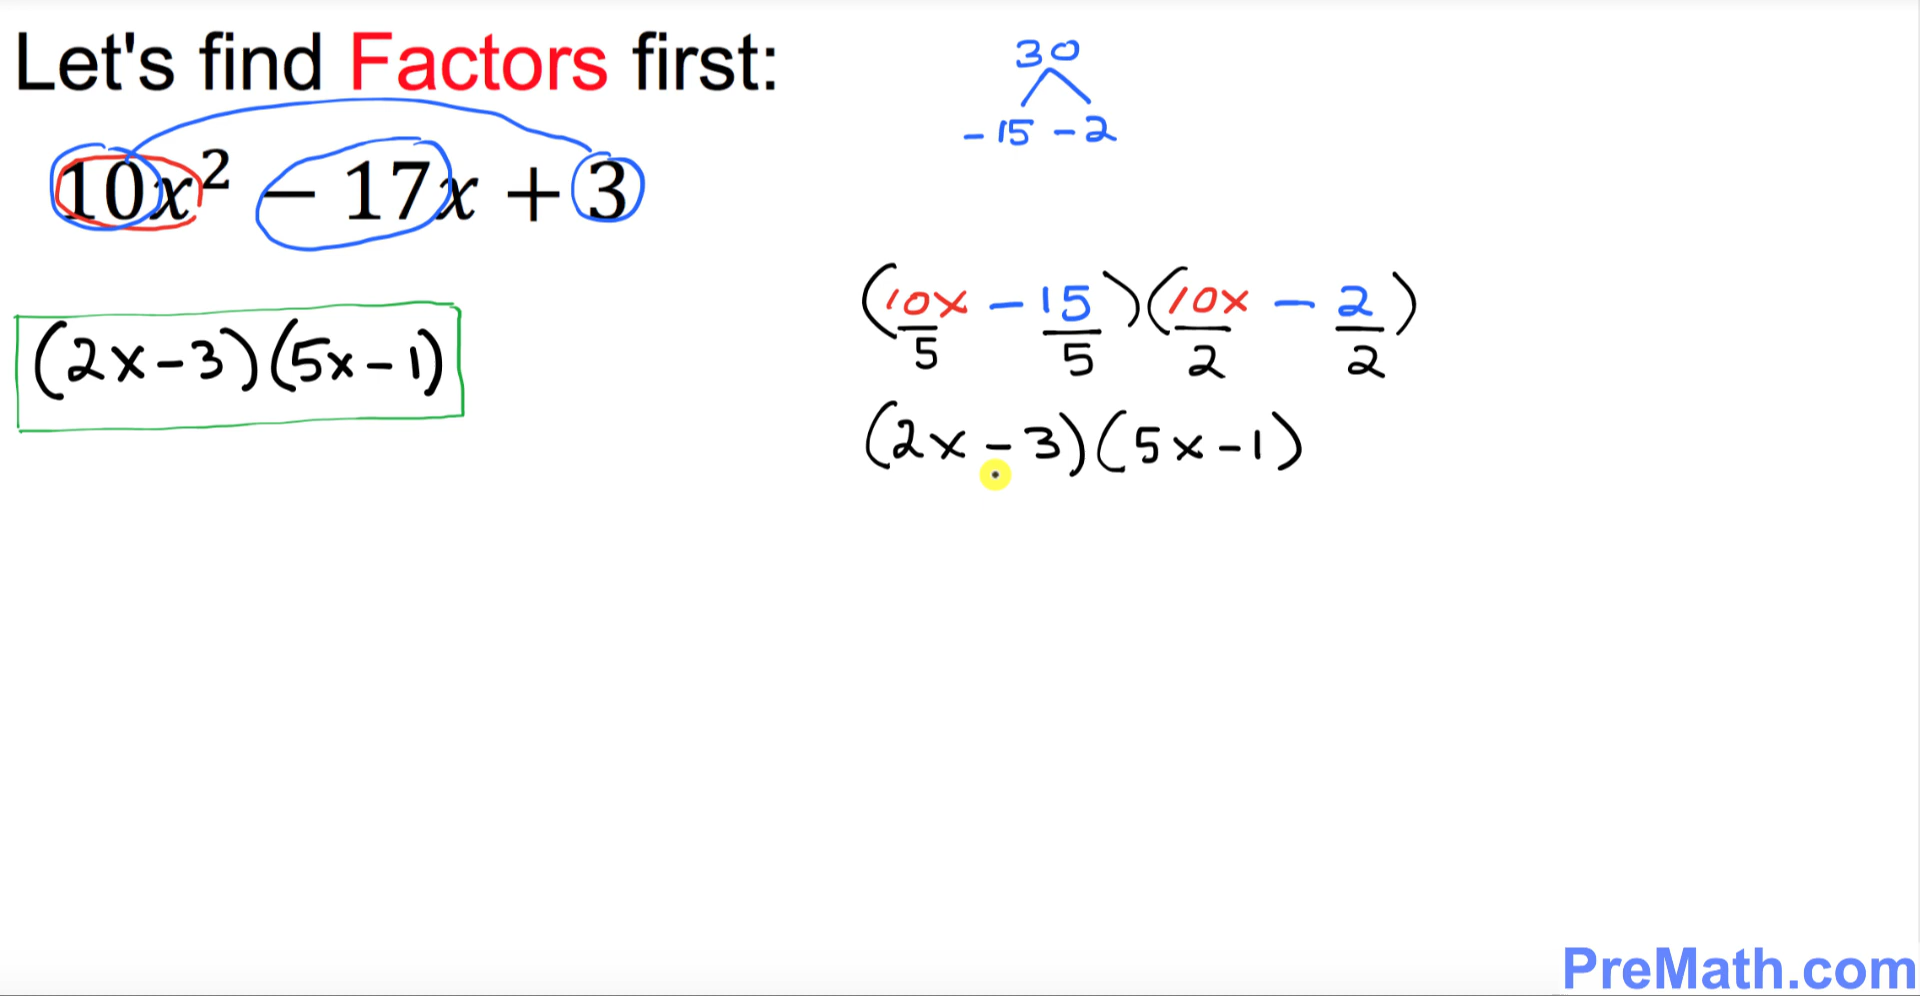 Let's find Factors first:
10x² − 17x + 3
(2x-3)(5x-1)
30
-15 -2
(10x/5 - 15/5)(10x/2 - 2/2)
(2x-3)(5x-1)
PreMath.com